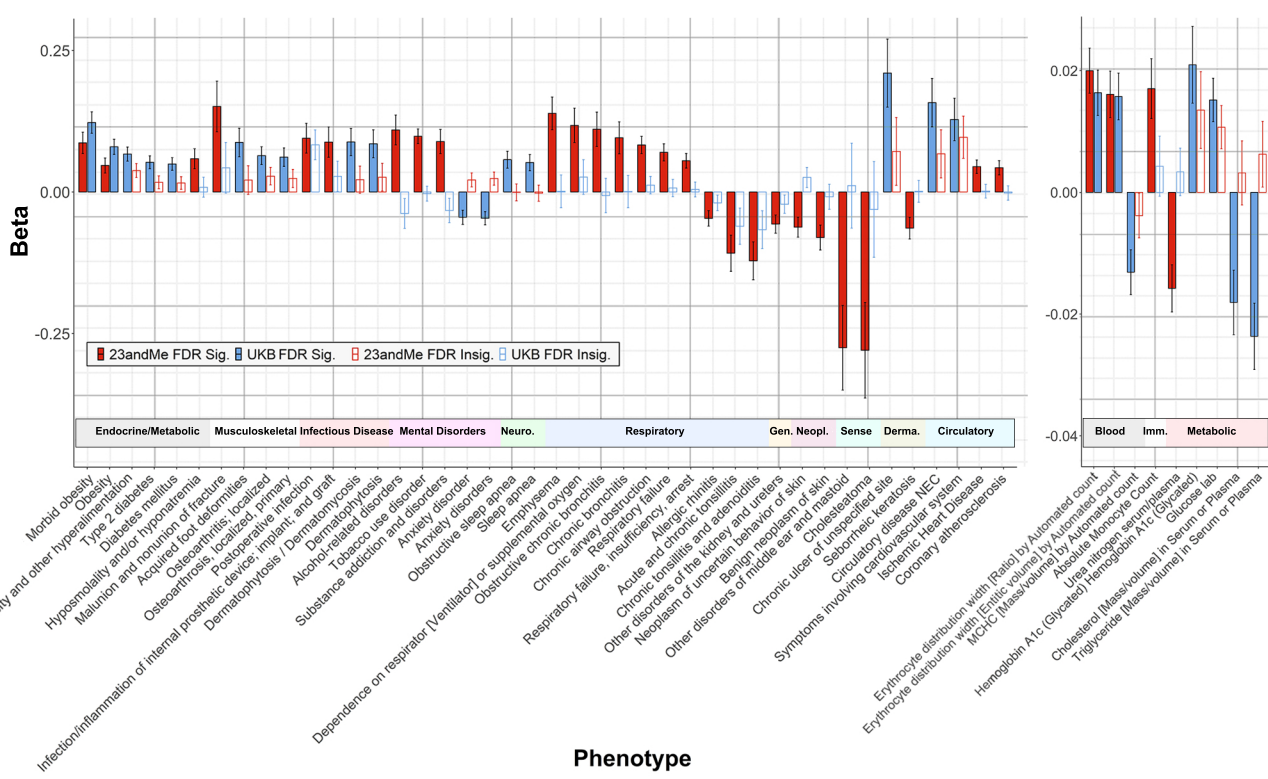 Beta
0.25
0.00
-0.25
0.02
0.00
-0.02
-0.04
23andMe FDR Sig. UKB FDR Sig. 23andMe FDR Insig. UKB FDR Insig.
Endocrine/Metabolic Musculoskeletal Infectious Disease Mental Disorders Neuro. Respiratory Gen. Neopl. Sense. Derma. Circulatory
Blood Imm. Metabolic
Morbid obesity
Obesity
and other hyperalimentation
Type 2 diabetes
Diabetes mellitus
Hyposmolality and/or hyponatremia
Malunion and nonunion of fracture
Acquired foot deformities
Osteoarthritis; localized
Osteoarthrosis, localized, primary
Postoperative infection
Infection/inflammation of internal prosthetic device; implant; and graft
Dermatophytosis / Dermatomycosis
Dermatophytosis
Alcohol-related disorders
Tobacco use disorder
Substance addiction and disorders
Anxiety disorder
Anxiety disorders
Obstructive sleep apnea
Sleep apnea
Emphysema
Dependence on respirator [Ventilator] or supplemental oxygen
Obstructive chronic bronchitis
Chronic bronchitis
Chronic airway obstruction
Respiratory failure
Respiratory failure, insufficiency, arrest
Allergic rhinitis
Acute and chronic tonsillitis
Chronic tonsillitis and adenoiditis
Other disorders of the kidney and ureters
Neoplasm of uncertain behavior of skin
Benign neoplasm of skin
Other disorders of middle ear and mastoid
Cholesteatoma
Chronic ulcer of unspecified site
Seborrheic keratosis
Circulatory disease NEC
Symptoms involving cardiovascular system
Ischemic Heart Disease
Coronary atherosclerosis
Erythrocyte distribution width [Ratio] by Automated count
Erythrocyte distribution width [Entitic volume] by Automated count
MCHC [Mass/volume] by Automated count
Absolute Monocyte Count
Urea nitrogen serum/plasma
Hemoglobin A1c (Glycated) Hemoglobin A1c (Glycated)
Glucose lab
Cholesterol [Mass/volume] in Serum or Plasma
Triglyceride [Mass/volume] in Serum or Plasma
Phenotype